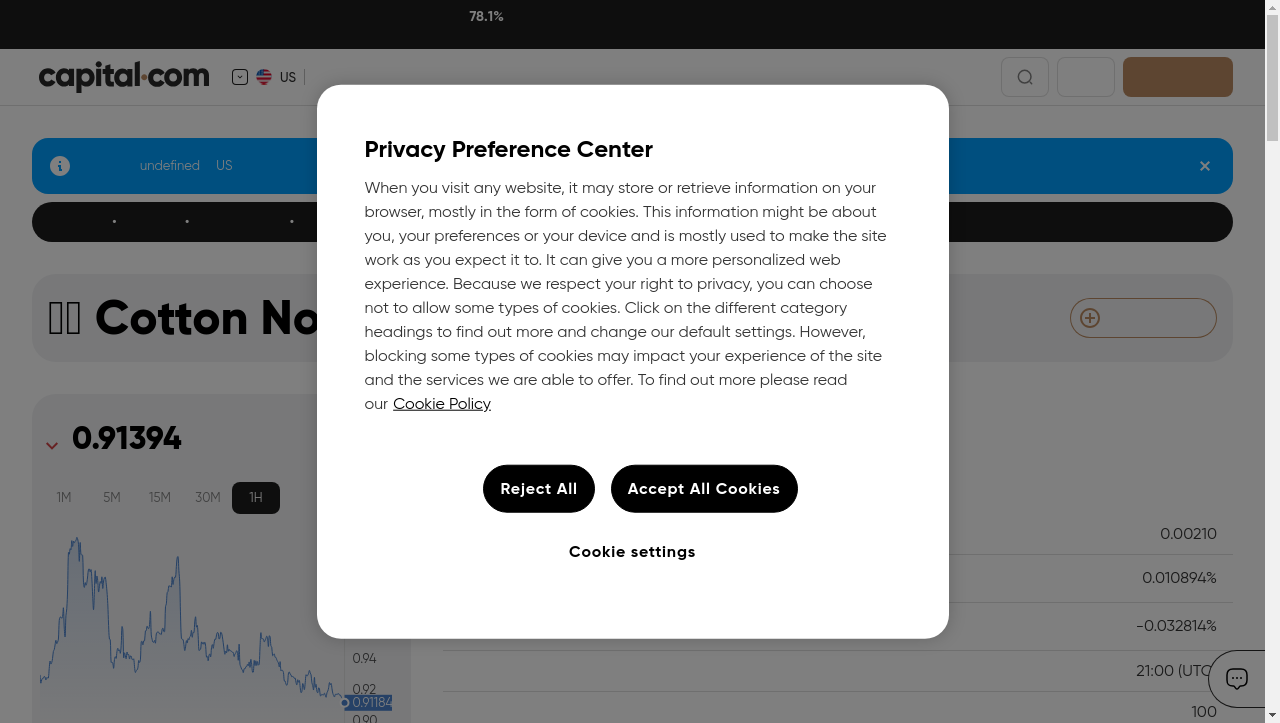 78.1%
capital.com
US
undefined US
Cotton No
0.91394
1M 5M 15M 30M 1H
0.94
0.92
0.91184
0.90
Privacy Preference Center
When you visit any website, it may store or retrieve information on your
browser, mostly in the form of cookies. This information might be about
you, your preferences or your device and is mostly used to make the site
work as you expect it to. It can give you a more personalized web
experience. Because we respect your right to privacy, you can choose
not to allow some types of cookies. Click on the different category
headings to find out more and change our default settings. However,
blocking some types of cookies may impact your experience of the site
and the services we are able to offer. To find out more please read
our Cookie Policy
Reject All
Accept All Cookies
Cookie settings
0.00210
0.010894%
-0.032814%
21:00 (UTC
100